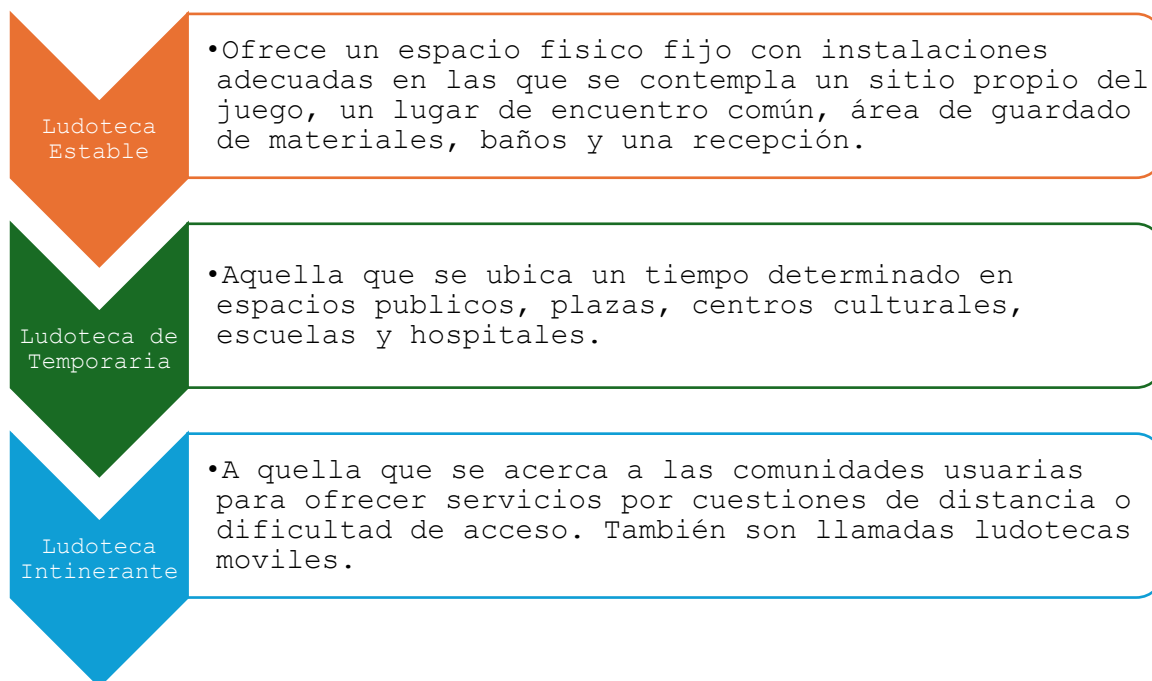 Ludoteca
Estable
•Ofrece un espacio fisico fijo con instalaciones
adecuadas en las que se contempla un sitio propio del
juego, un lugar de encuentro común, área de guardado
de materiales, baños y una recepción.
Ludoteca de
Temporaria
•Aquella que se ubica un tiempo determinado en
espacios publicos, plazas, centros culturales,
escuelas y hospitales.
Ludoteca
Intinerante
•A quella que se acerca a las comunidades usuarias
para ofrecer servicios por cuestiones de distancia o
dificultad de acceso. También son llamadas ludotecas
moviles.